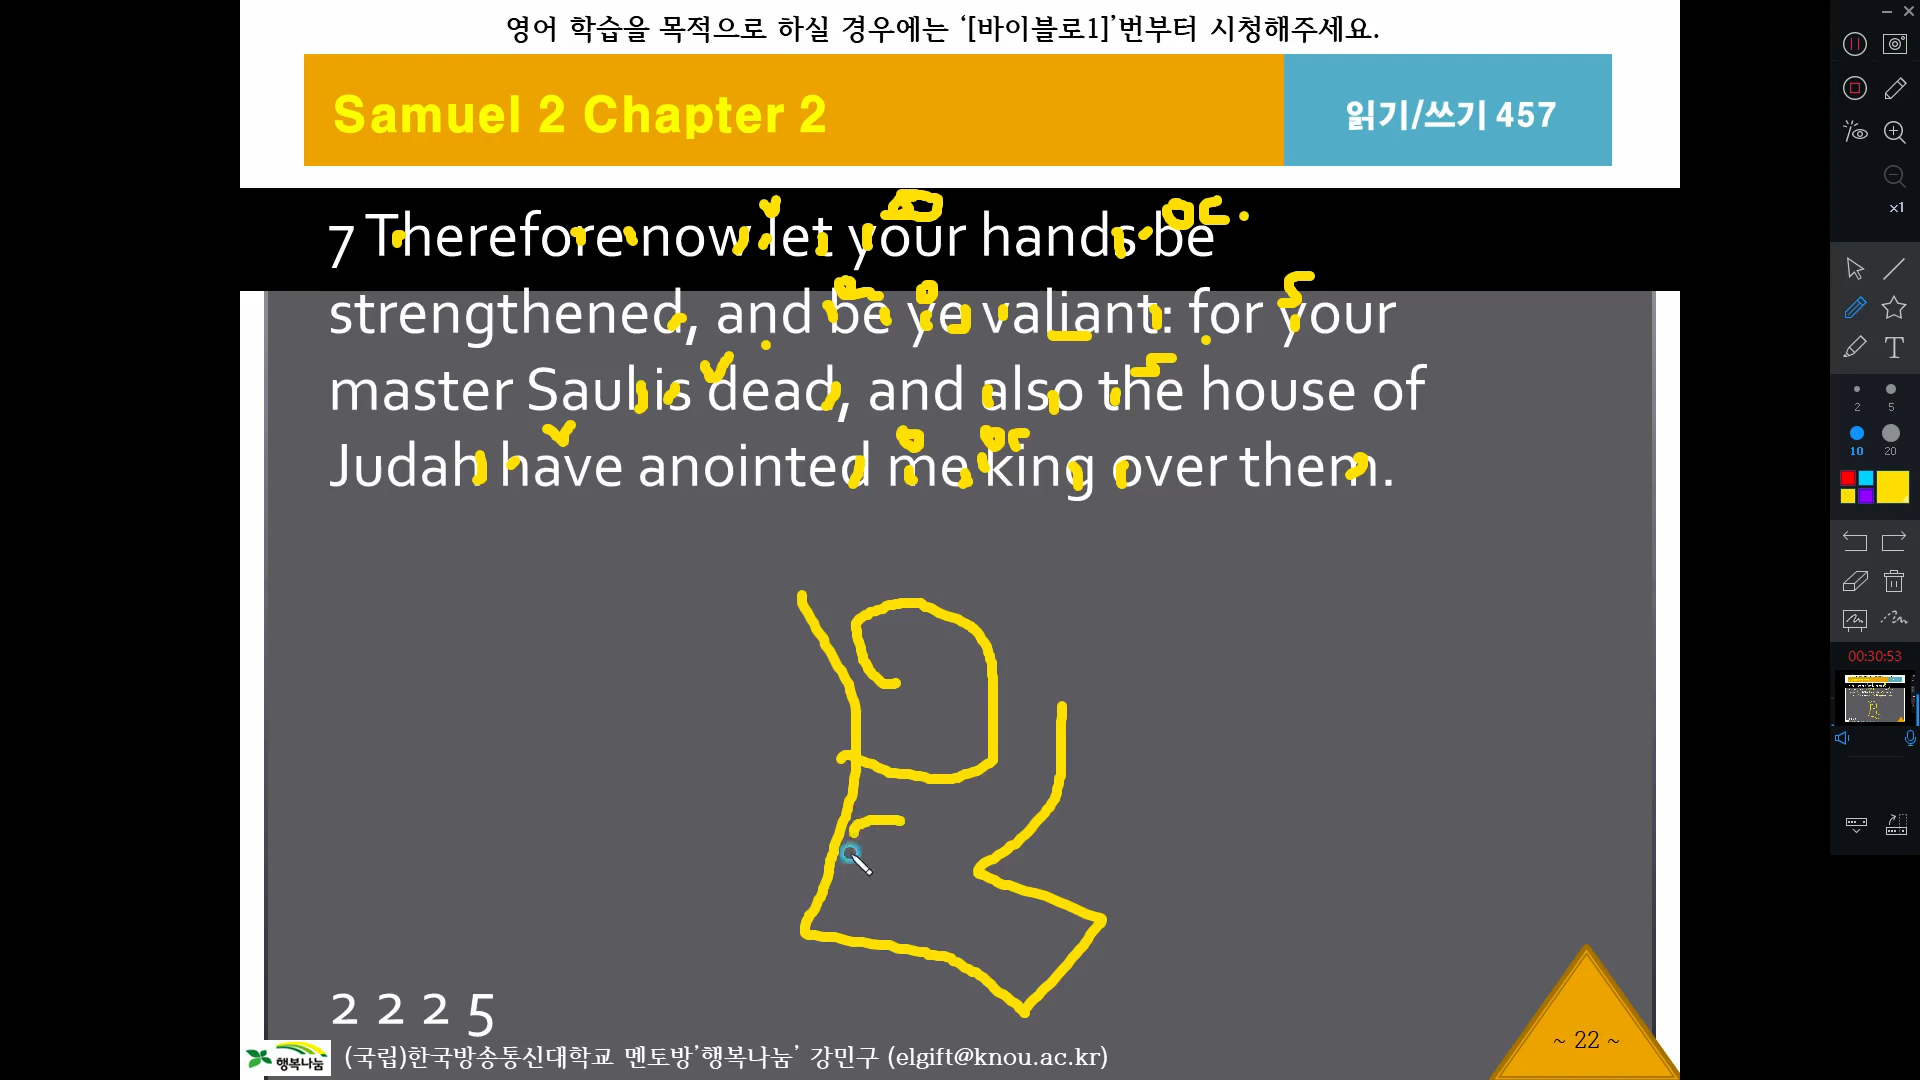 영어 학습을 목적으로 하실 경우에는 ‘[바이블로1]’번부터 시청해주세요.
Samuel 2 Chapter 2
읽기/쓰기 457
7 Therefore now let your hands be
strengthened, and be ye valiant: for your
master Saul is dead, and also the house of
Judah have anointed me king over them.
2 2 2 5
행복나눔
(국립)한국방송통신대학교 멘토방’행복나눔’ 강민구 (elgift@knou.ac.kr)
~ 22 ~
x1
T
2 5
10 20
00:30:53